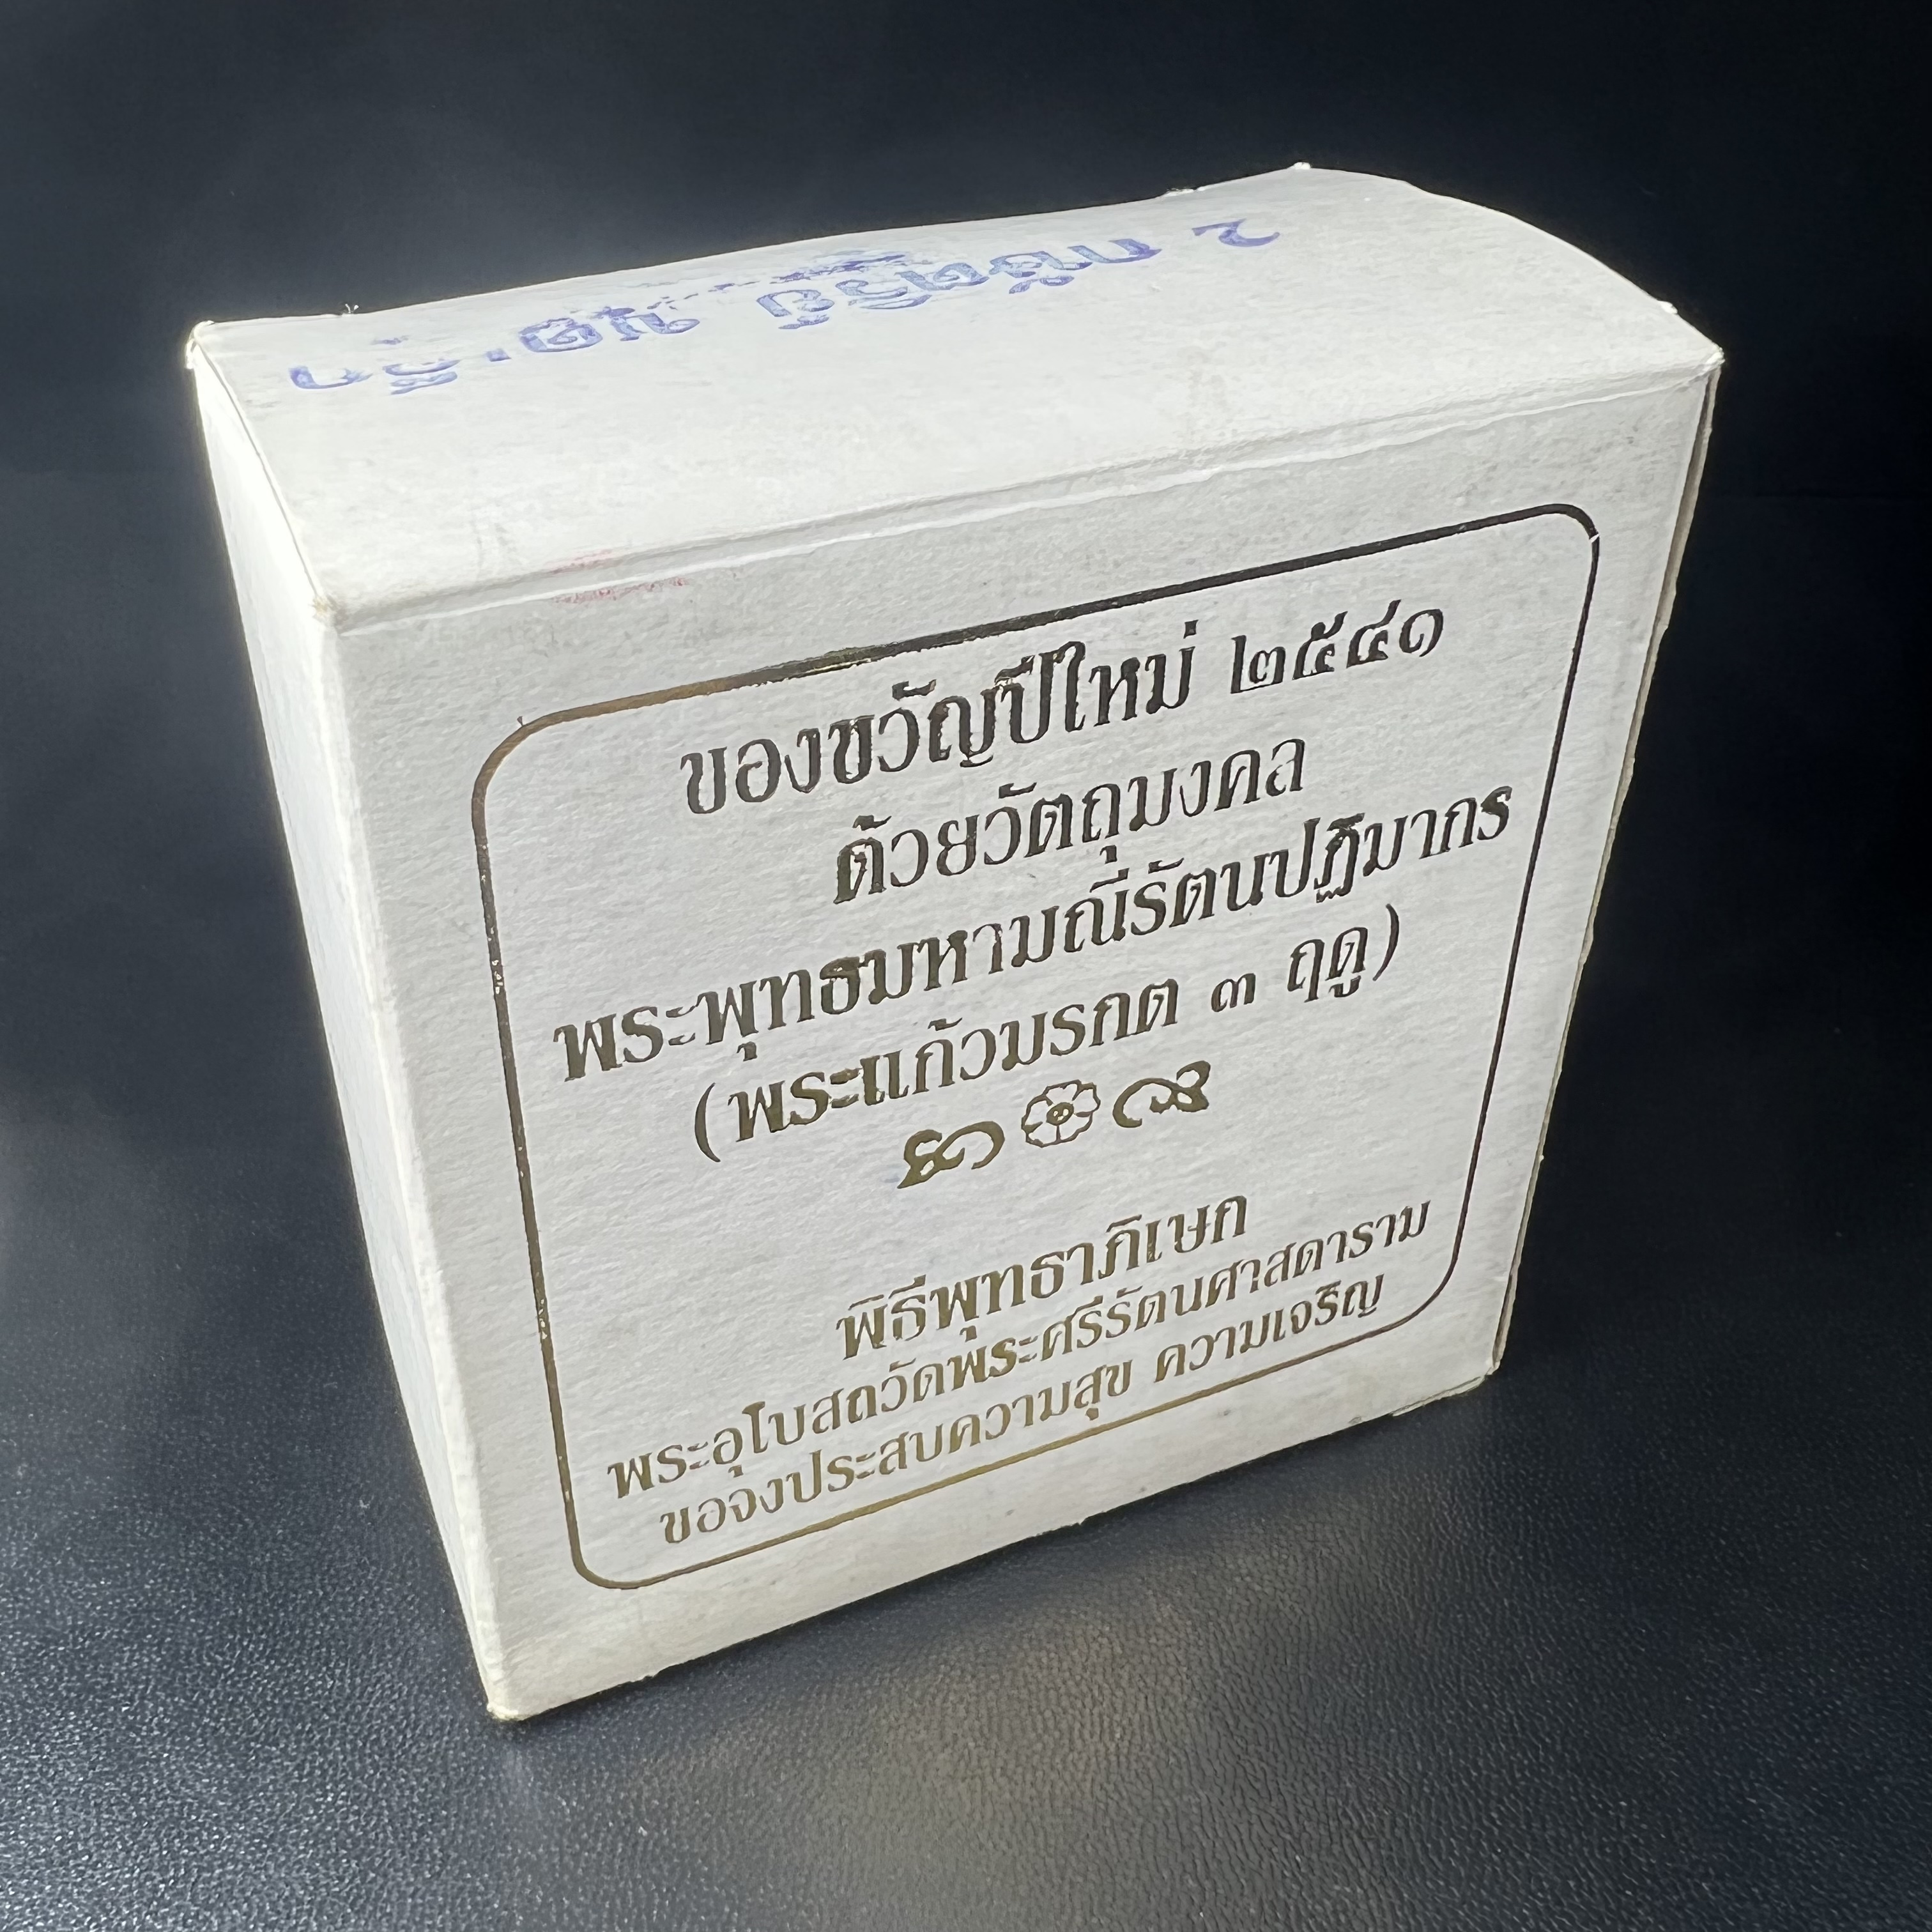 2 กษัตริย์
ของขวัญปีใหม่ ๒๕๔๑
ด้วยวัตถุมงคล
พระพุทธมหามณีรัตนปฏิมากร
(พระแก้วมรกต ๓ ฤดู)
พิธีพุทธาภิเษก
พระอุโบสถวัดพระศรีรัตนศาสดาราม
ขอจงประสบความสุข ความเจริญ